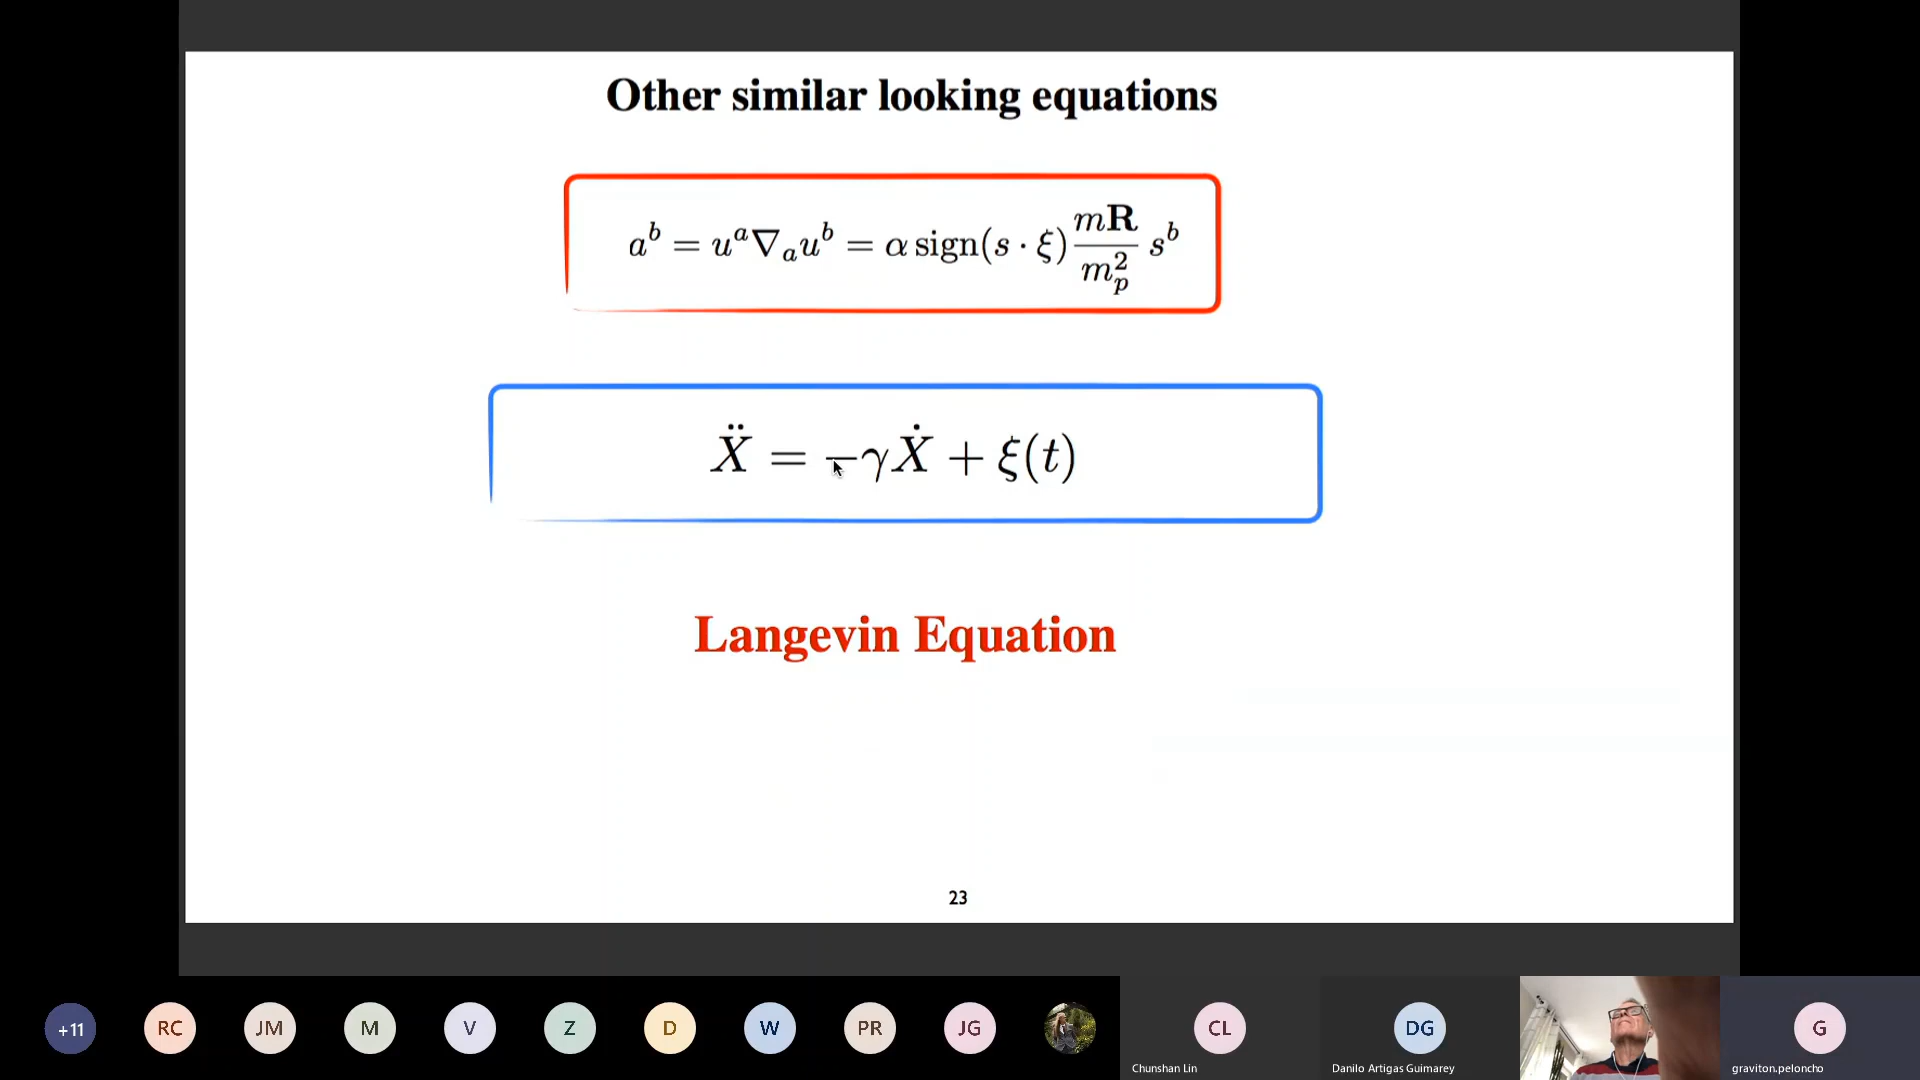 Other similar looking equations
a^b = u^a ∇_a u^b = α sign(s · ξ) mR/m_p^2 s^b
Ẍ = −γẊ + ξ(t)
Langevin Equation
23
+11 RC JM M V Z D W PR JG CL DG G
Chunshan Lin Danilo Artigas Guimarey graviton.peloncho